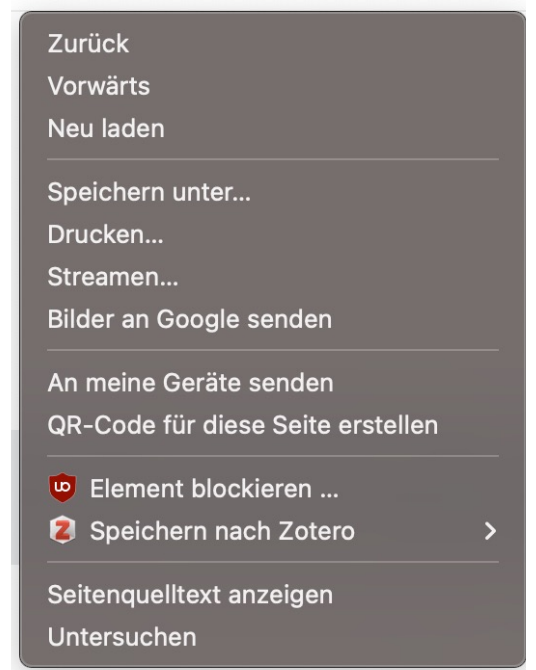 Zurück
Vorwärts
Neu laden
Speichern unter...
Drucken...
Streamen...
Bilder an Google senden
An meine Geräte senden
QR-Code für diese Seite erstellen
Element blockieren ...
Speichern nach Zotero
Seitenquelltext anzeigen
Untersuchen